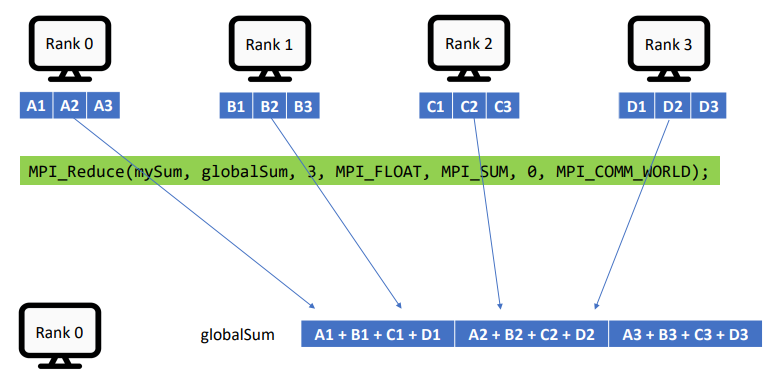 Rank 0 Rank 1 Rank 2 Rank 3
A1 A2 A3 B1 B2 B3 C1 C2 C3 D1 D2 D3
MPI_Reduce(mySum, globalSum, 3, MPI_FLOAT, MPI_SUM, 0, MPI_COMM_WORLD);
Rank 0 globalSum A1 + B1 + C1 + D1 A2 + B2 + C2 + D2 A3 + B3 + C3 + D3